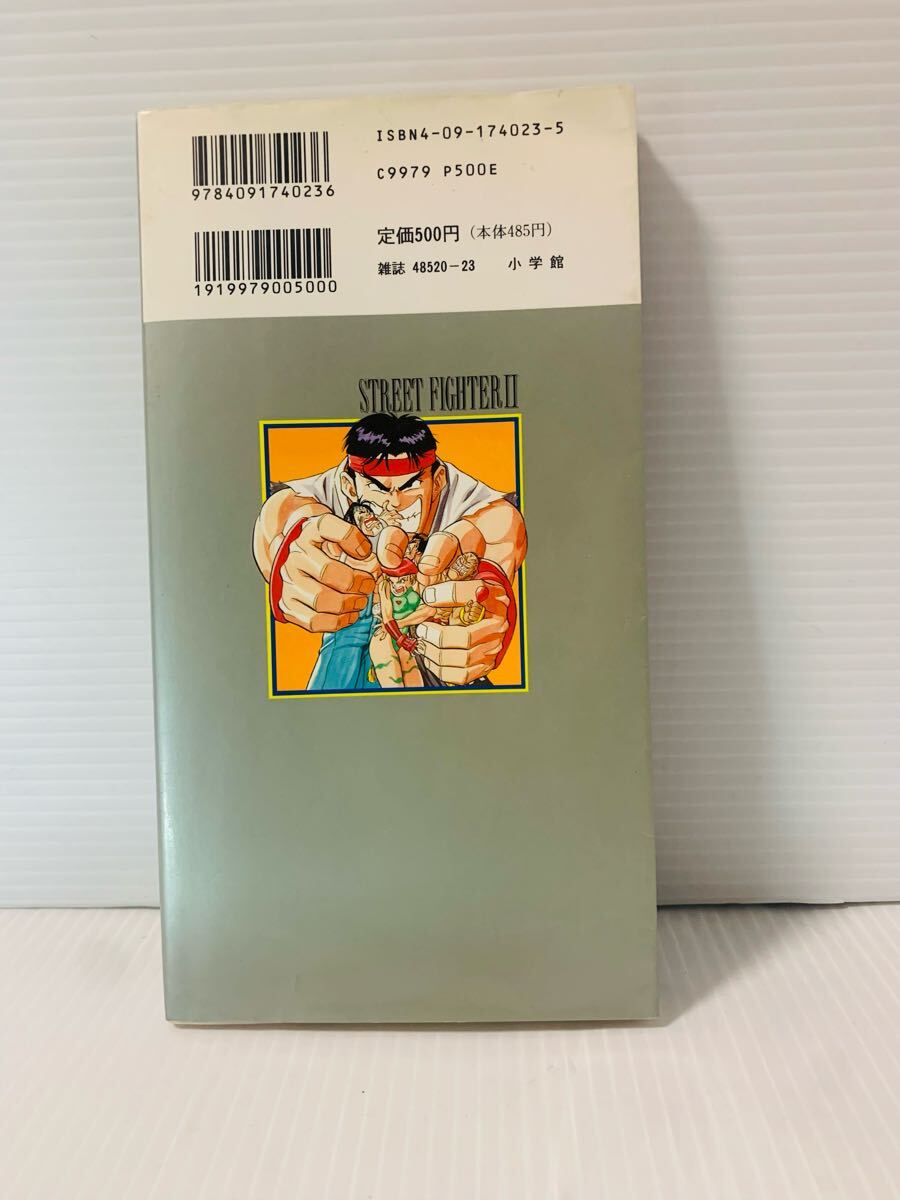 ISBN4-09-174023-5
9784091740236
C9979 P500E
定価500円(本体485円)
1919979005000
雑誌 48520-23 小学館
STREET FIGHTER II